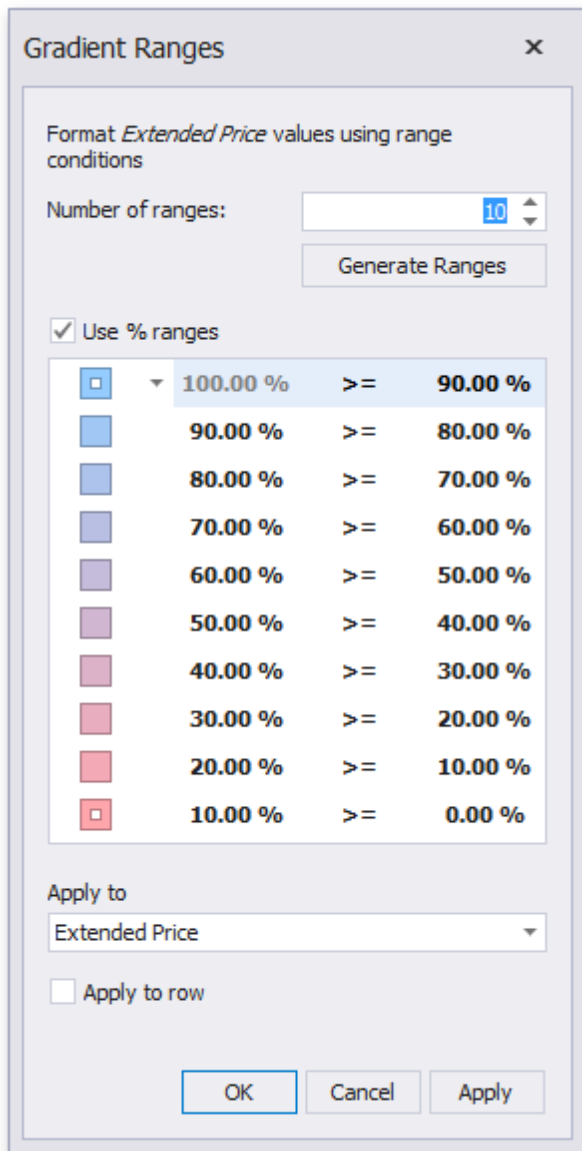 Gradient Ranges
Format Extended Price values using range
conditions
Number of ranges: 10
Generate Ranges
Use % ranges
100.00 % >= 90.00 %
90.00 % >= 80.00 %
80.00 % >= 70.00 %
70.00 % >= 60.00 %
60.00 % >= 50.00 %
50.00 % >= 40.00 %
40.00 % >= 30.00 %
30.00 % >= 20.00 %
20.00 % >= 10.00 %
10.00 % >= 0.00 %
Apply to
Extended Price
Apply to row
OK Cancel Apply